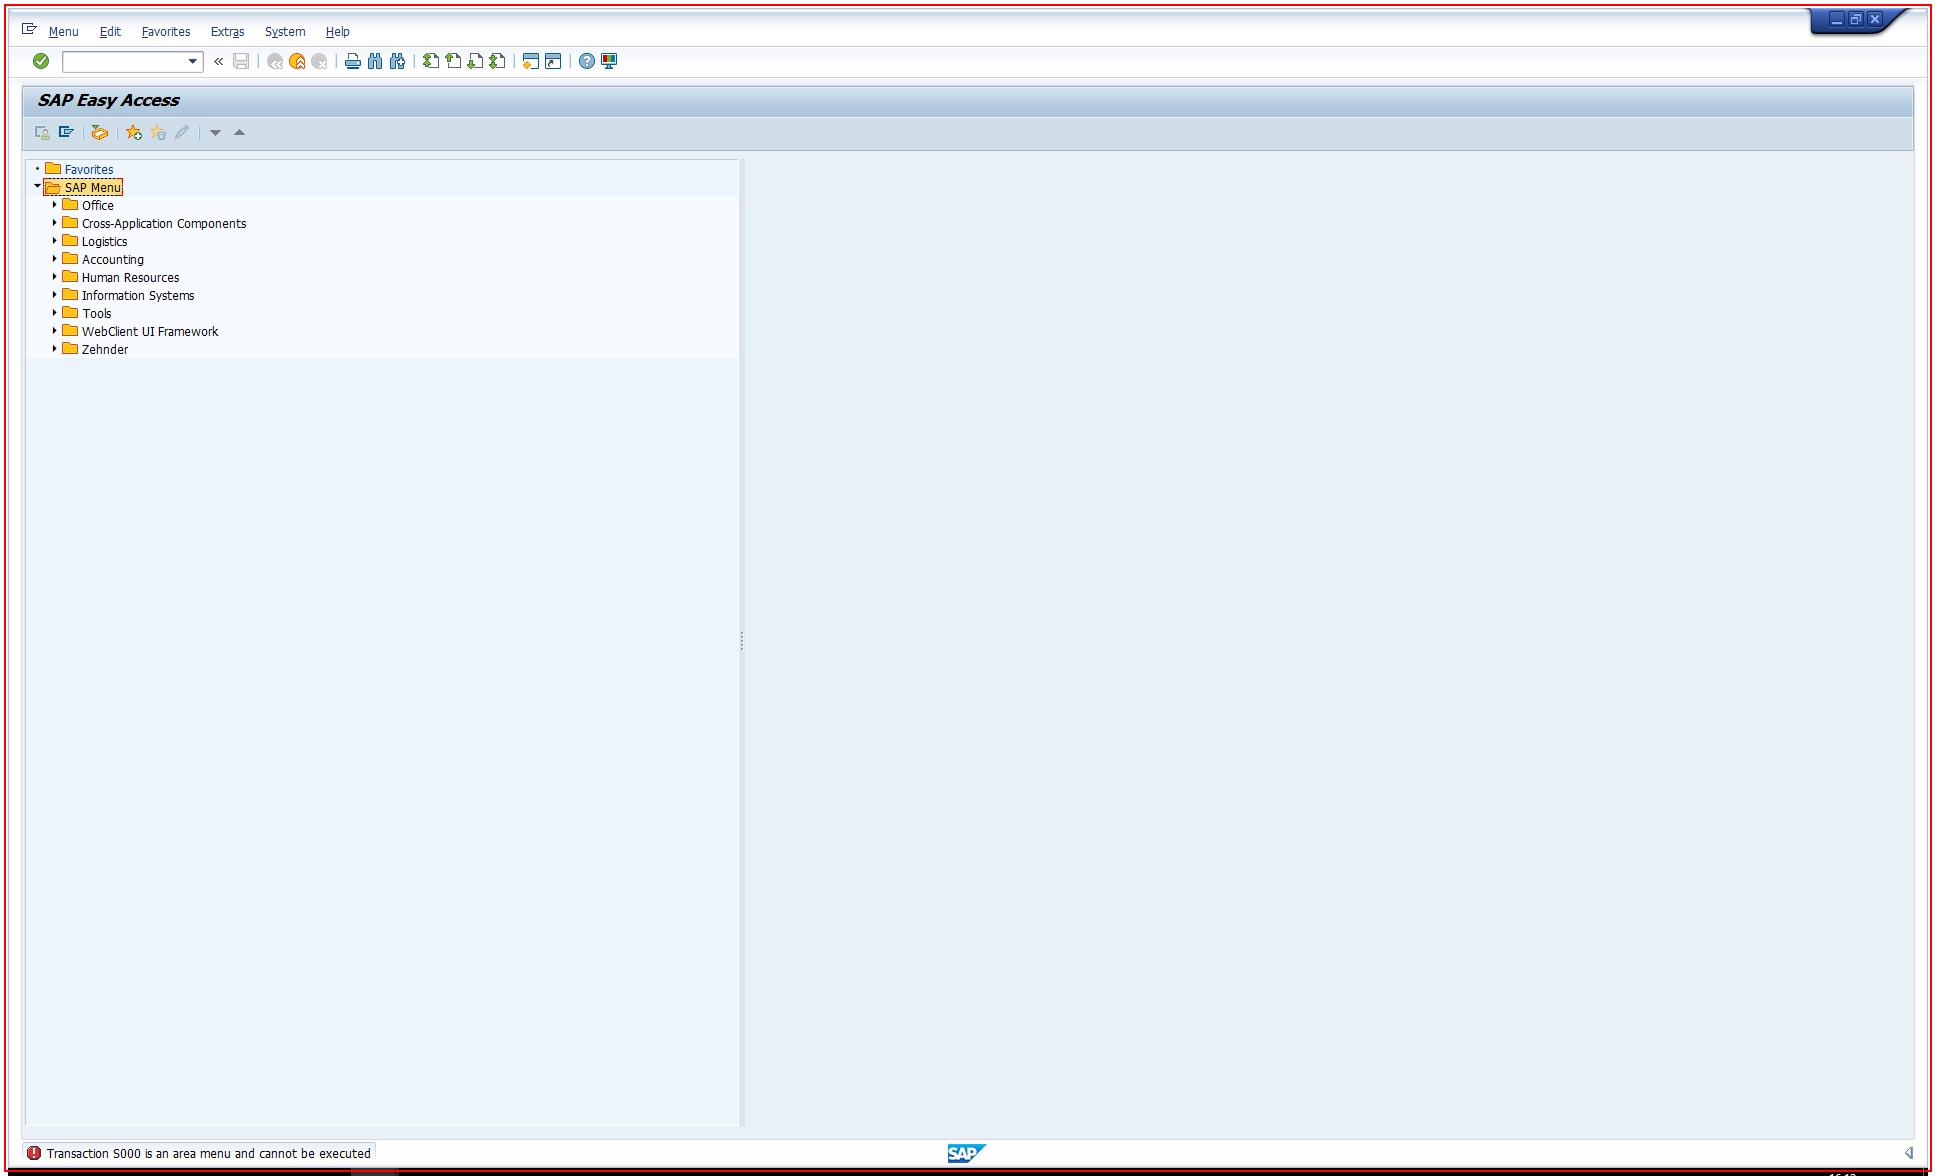 Menu Edit Favorites Extras System Help
SAP Easy Access
Favorites
SAP Menu
Office
Cross-Application Components
Logistics
Accounting
Human Resources
Information Systems
Tools
WebClient UI Framework
Zehnder
Transaction S000 is an area menu and cannot be executed
SAP